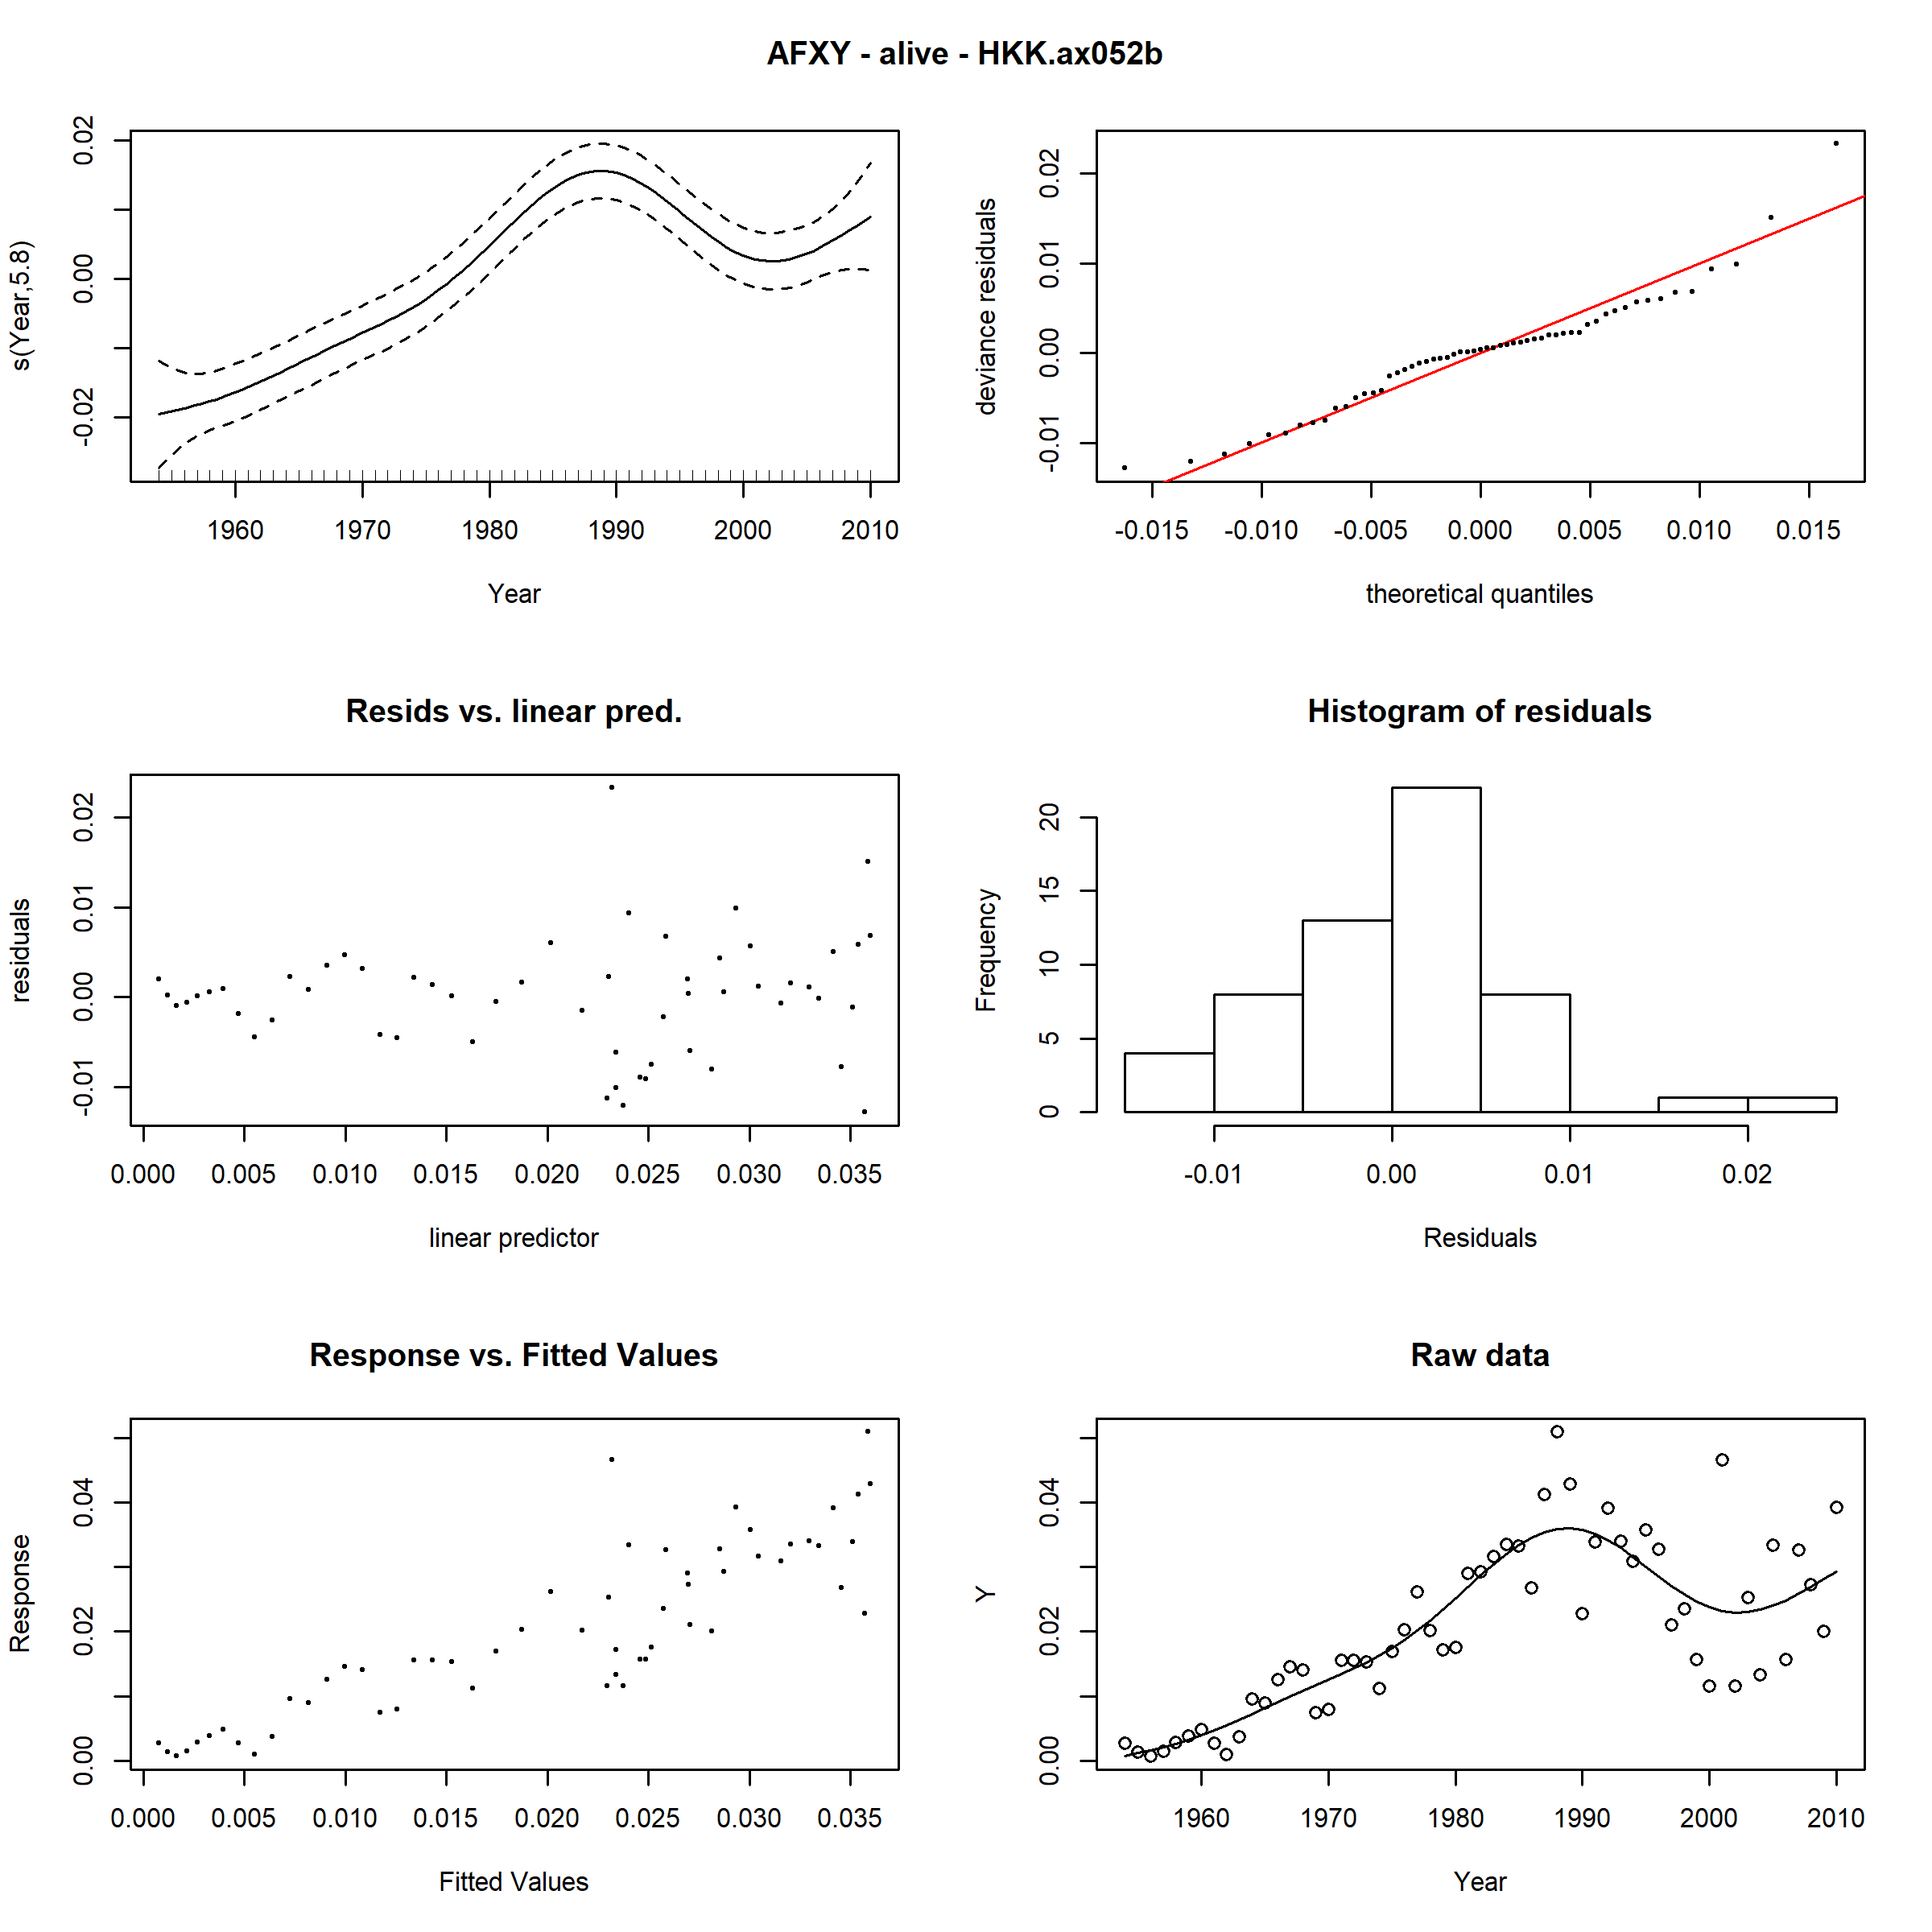 AFXY - alive - HKK.ax052b
s(Year,5.8)
-0.02 0.00 0.02
1960 1970 1980 1990 2000 2010
Year
deviance residuals
-0.01 0.00 0.01 0.02
-0.015 -0.010 -0.005 0.000 0.005 0.010 0.015
theoretical quantiles
Resids vs. linear pred.
residuals
-0.01 0.00 0.01 0.02
0.000 0.005 0.010 0.015 0.020 0.025 0.030 0.035
linear predictor
Histogram of residuals
Frequency
0 5 10 15 20
-0.01 0.00 0.01 0.02
Residuals
Response vs. Fitted Values
Response
0.00 0.02 0.04
0.000 0.005 0.010 0.015 0.020 0.025 0.030 0.035
Fitted Values
Raw data
Y
0.00 0.02 0.04
1960 1970 1980 1990 2000 2010
Year